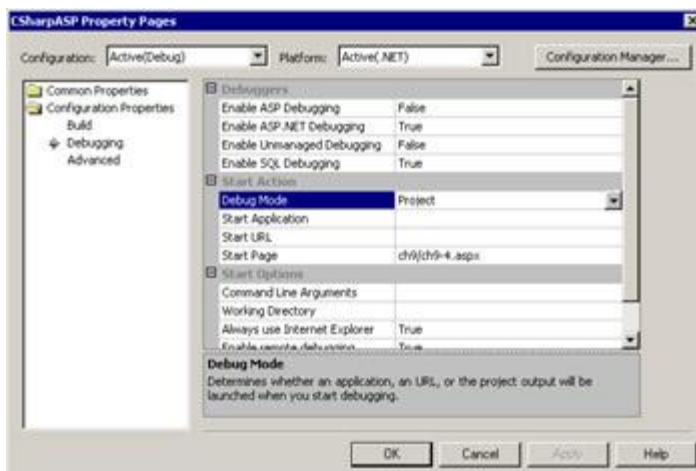 CSharpASP Property Pages
Configuration: Active(Debug) Platform: Active(.NET) Configuration Manager...
Common Properties
Configuration Properties
Build
Debugging
Advanced
Debuggers
Enable ASP Debugging False
Enable ASP.NET Debugging True
Enable Unmanaged Debugging False
Enable SQL Debugging True
Start Action
Debug Mode Project
Start Application
Start URL
Start Page ch9/ch9-4.aspx
Start Options
Command Line Arguments
Working Directory
Always use Internet Explorer True
Enable remote debugging True
Debug Mode
Determines whether an application, an URL, or the project output will be
launched when you start debugging.
OK Cancel Apply Help